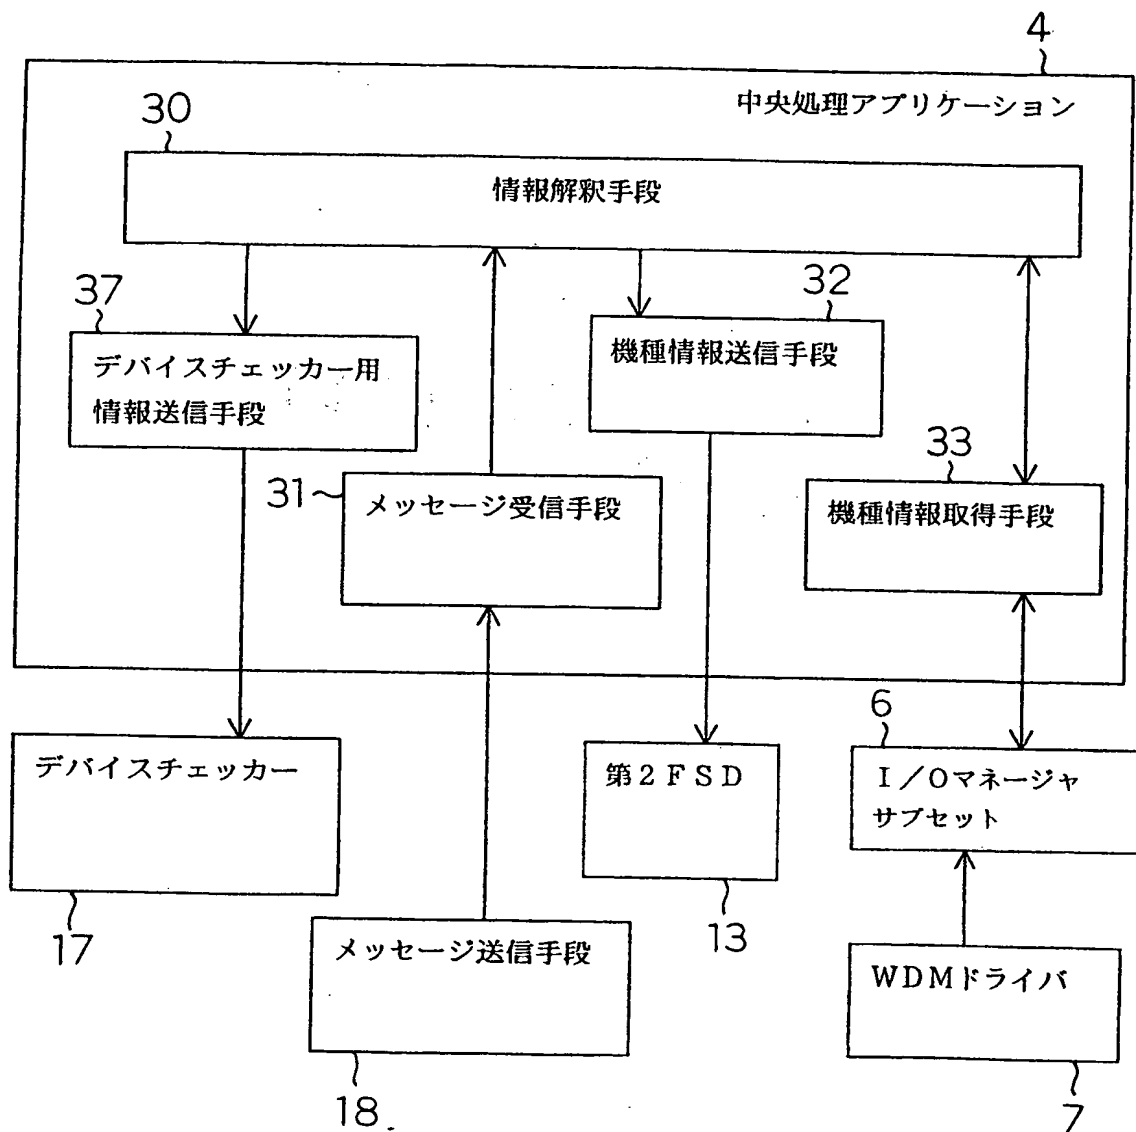 4
中央処理アプリケーション
30
情報解釈手段
37
デバイスチェッカー用
情報送信手段
32
機種情報送信手段
31
メッセージ受信手段
33
機種情報取得手段
デバイスチェッカー
17
メッセージ送信手段
18
第2FSD
13
6
I/Oマネージャ
サブセット
WDMドライバ
7